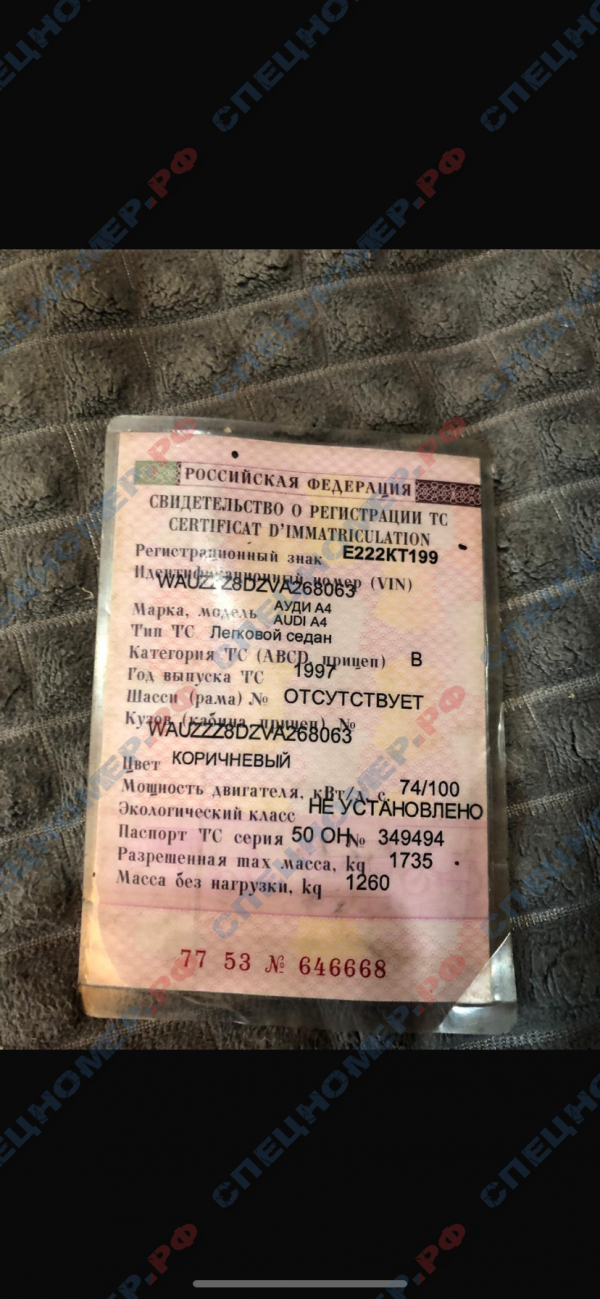 РОССИЙСКАЯ ФЕДЕРАЦИЯ
СВИДЕТЕЛЬСТВО О РЕГИСТРАЦИИ ТС
CERTIFICAT D'IMMATRICULATION
Регистрационный знак Е222КТ199
Идентификационный номер (VIN)
WAUZZZ8DZVA268063
Марка, модель АУДИ А4
AUDI A4
Тип ТС Легковой седан
Категория ТС (ABCD, прицеп) B
Год выпуска ТС 1997
Шасси (рама) № ОТСУТСТВУЕТ
Кузов (кабина, прицеп) №
WAUZZZ8DZVA268063
Цвет КОРИЧНЕВЫЙ
Мощность двигателя, кВт/л.с. 74/100
Экологический класс НЕ УСТАНОВЛЕНО
Паспорт ТС серия 50 ОН № 349494
Разрешенная max масса, kg 1735
Масса без нагрузки, kg 1260
77 53 № 646668
СПЕЦНОМЕР.РФ